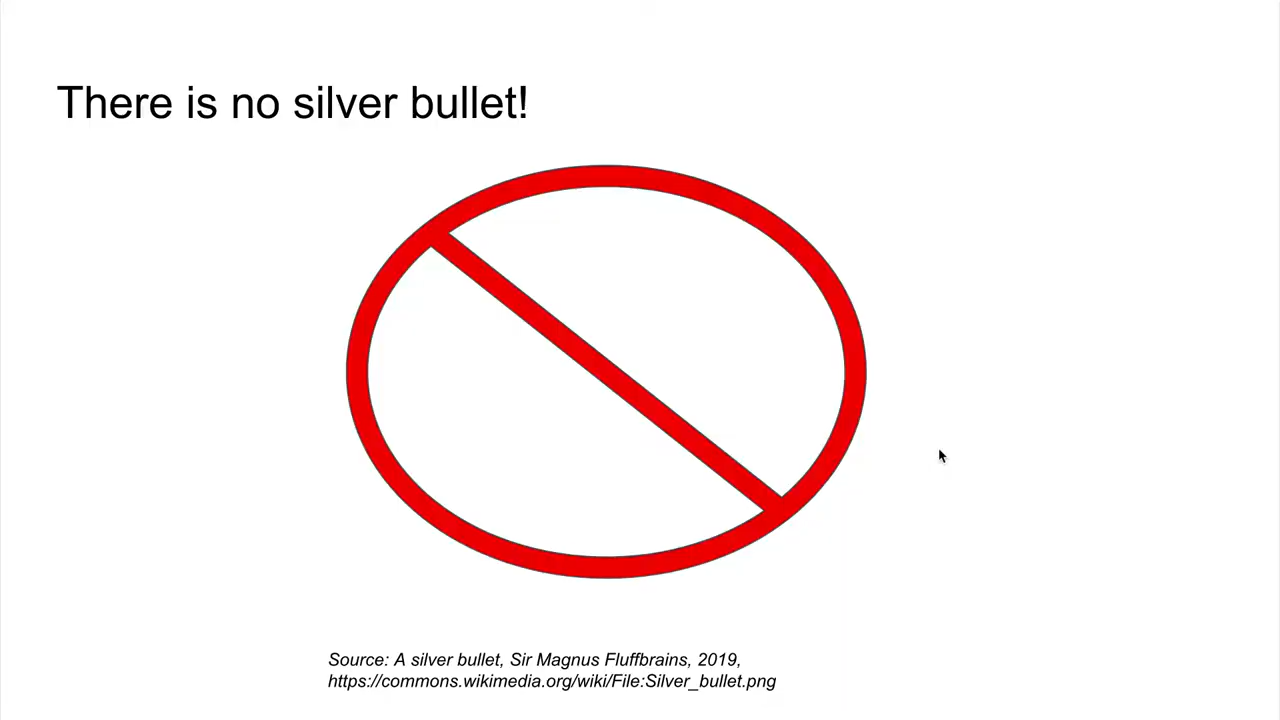 There is no silver bullet!
Source: A silver bullet, Sir Magnus Fluffbrains, 2019,
https://commons.wikimedia.org/wiki/File:Silver_bullet.png